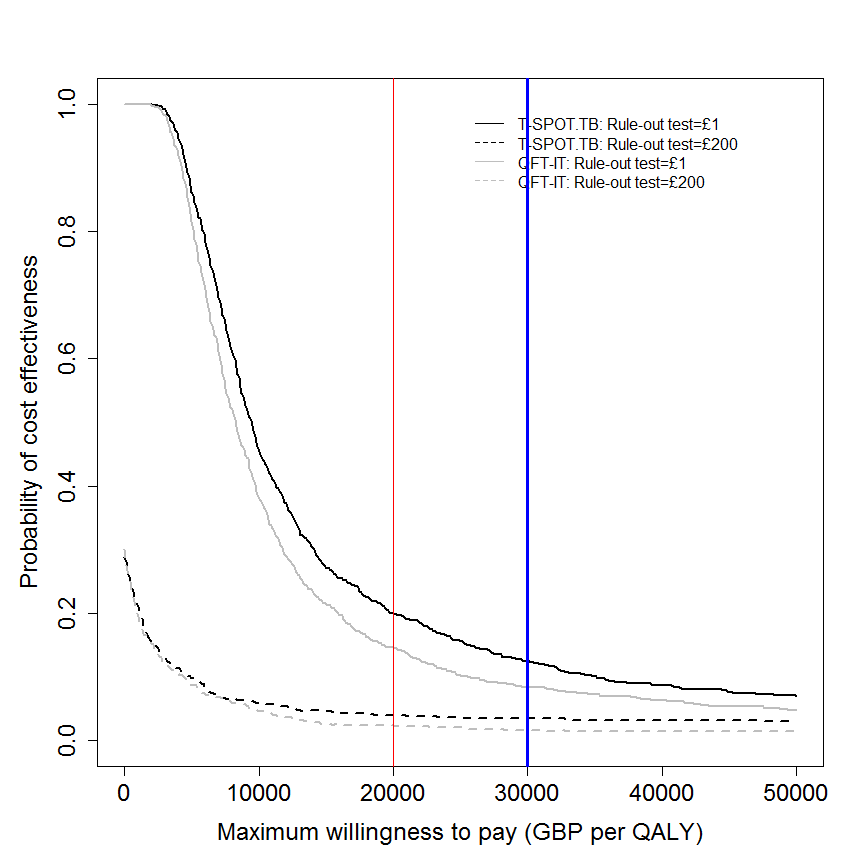 T-SPOT.TB: Rule-out test=£1
T-SPOT.TB: Rule-out test=£200
QFT-IT: Rule-out test=£1
QFT-IT: Rule-out test=£200
Probability of cost effectiveness
1.0
0.8
0.6
0.4
0.2
0.0
0 10000 20000 30000 40000 50000
Maximum willingness to pay (GBP per QALY)